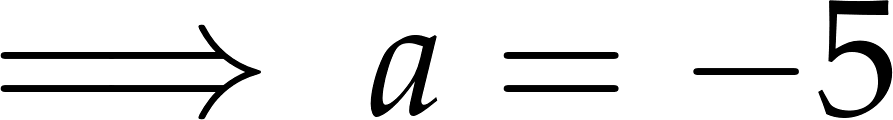 ⟹ a = −5